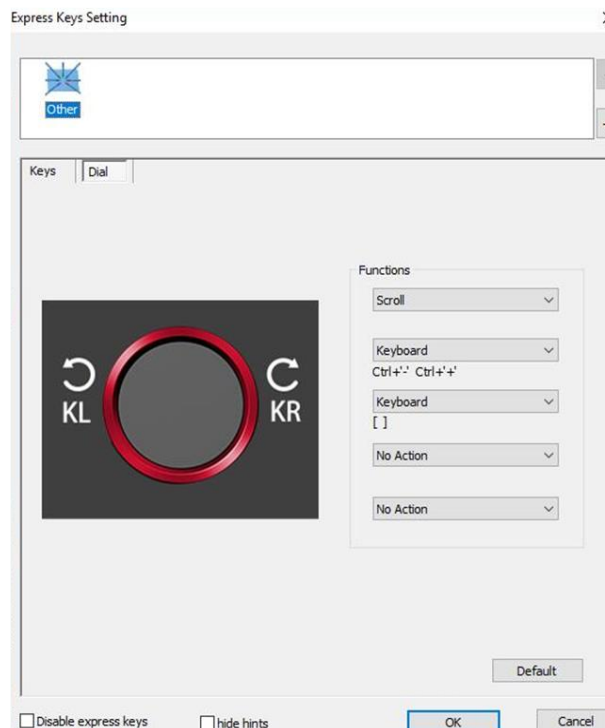 Express Keys Setting
Other
Keys
Dial
Functions
Scroll
Keyboard
Ctrl+'-' Ctrl+'+'
Keyboard
[ ]
No Action
No Action
KL
KR
Default
Disable express keys
hide hints
OK
Cancel